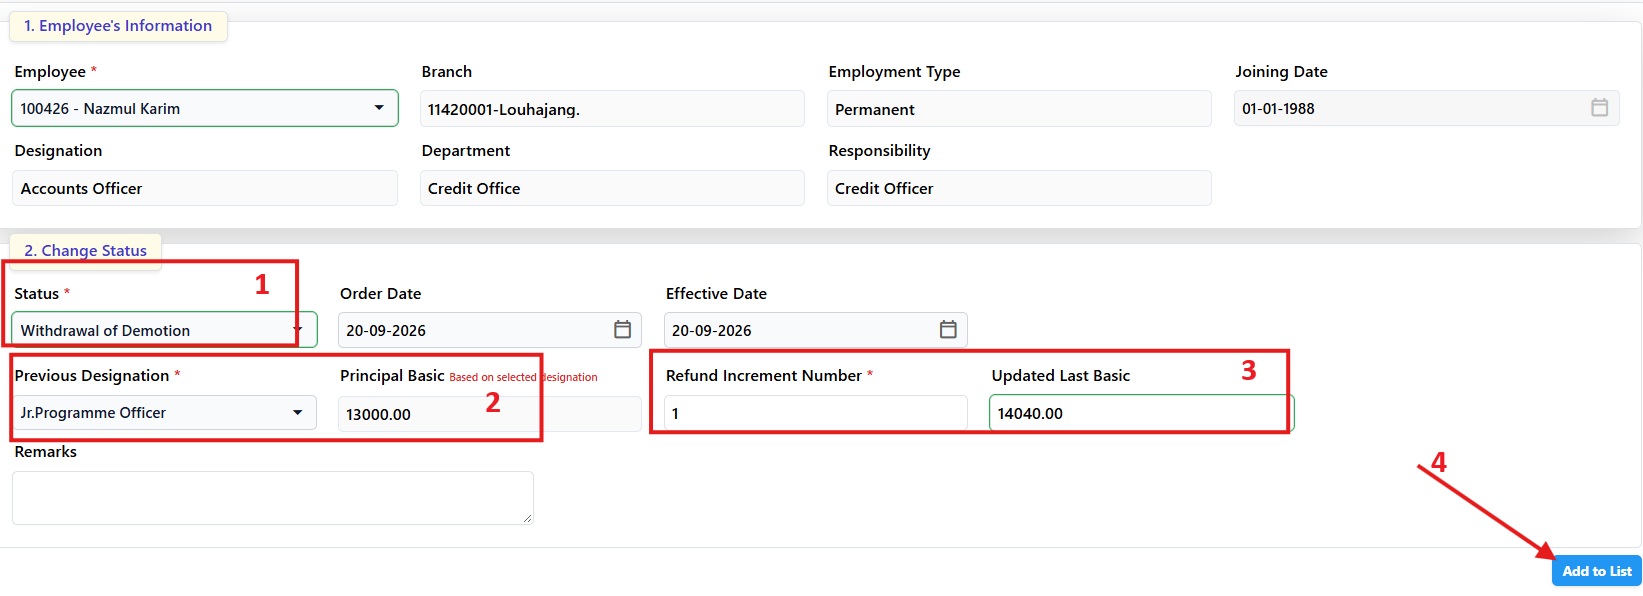 1. Employee's Information
Employee * Branch Employment Type Joining Date
100426 - Nazmul Karim 11420001-Louhajang. Permanent 01-01-1988
Designation Department Responsibility
Accounts Officer Credit Office Credit Officer
2. Change Status
1
Status * Order Date Effective Date
Withdrawal of Demotion 20-09-2026 20-09-2026
Previous Designation * Principal Basic Based on selected designation Refund Increment Number * Updated Last Basic 3
Jr.Programme Officer 13000.00 2 1 14040.00
Remarks
4
Add to List